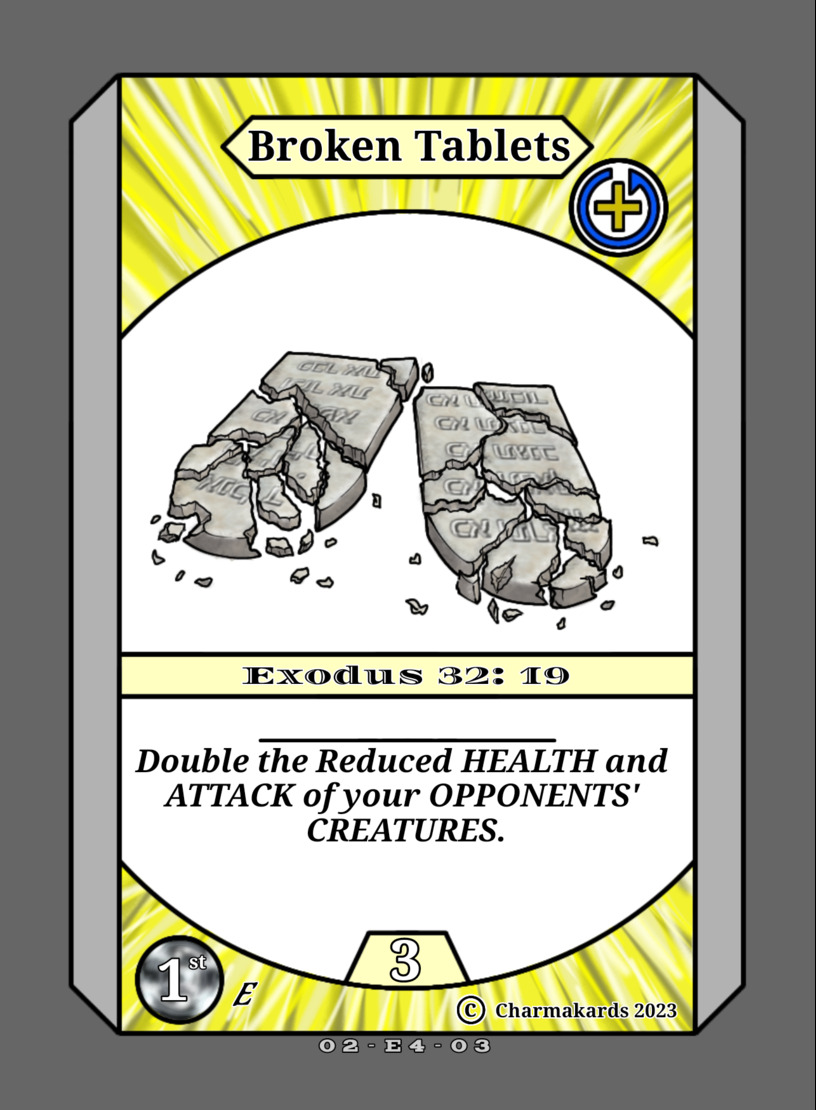 Broken Tablets
Exodus 32: 19
Double the Reduced HEALTH and
ATTACK of your OPPONENTS'
CREATURES.
3
1st
E
© Charmakards 2023
02-E4-03